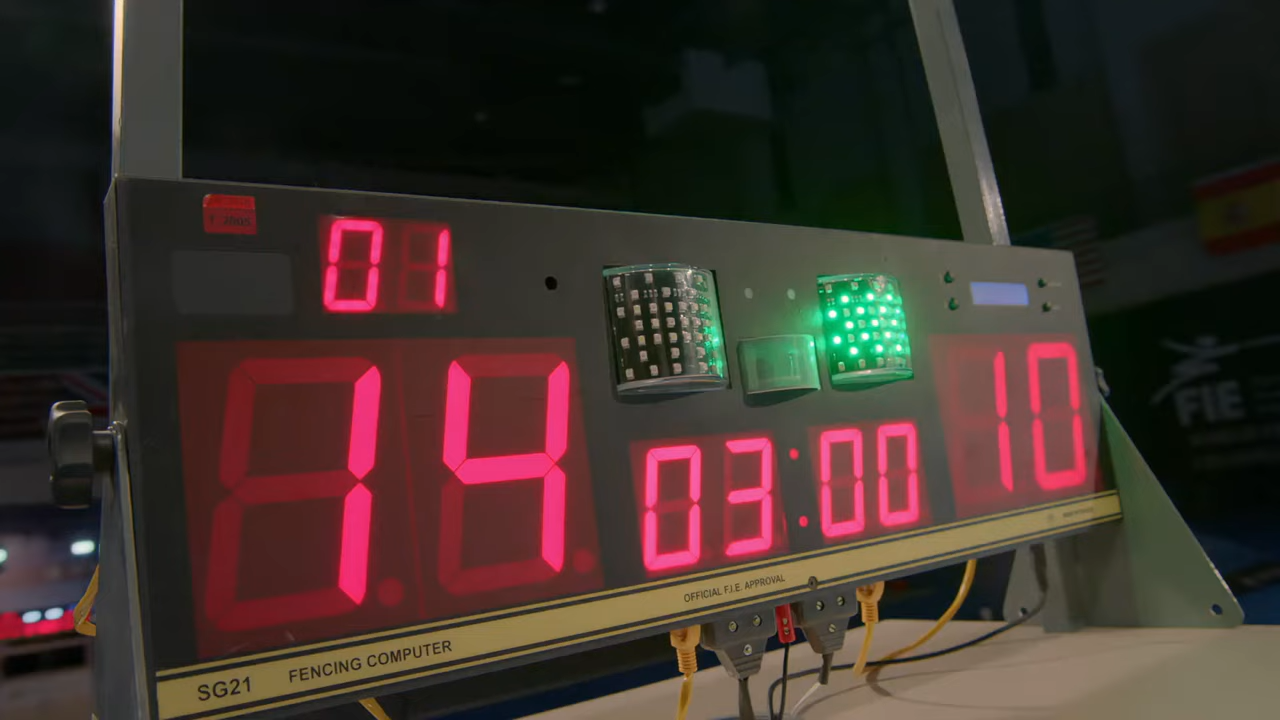 01
14
03:00
10
SG21 FENCING COMPUTER
OFFICIAL F.I.E. APPROVAL
FIE